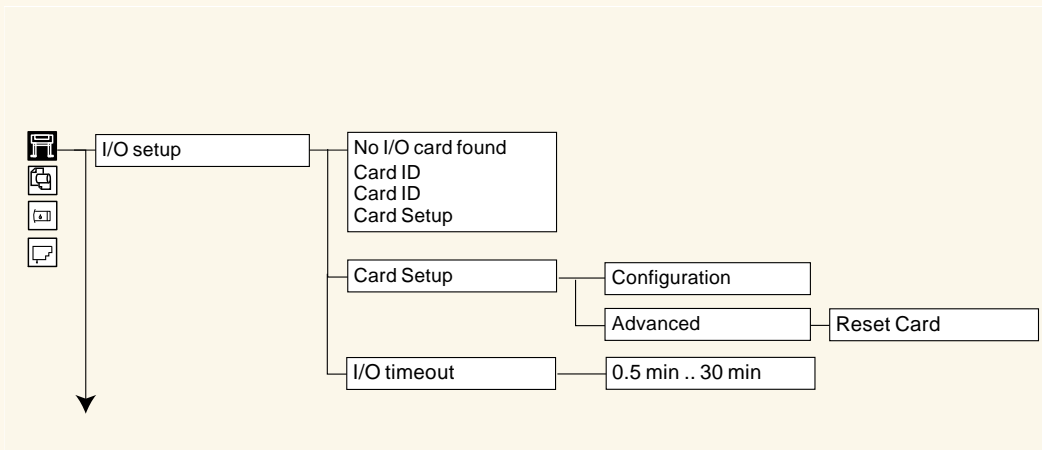 I/O setup
No I/O card found
Card ID
Card ID
Card Setup
Card Setup
Configuration
Advanced
Reset Card
I/O timeout
0.5 min .. 30 min